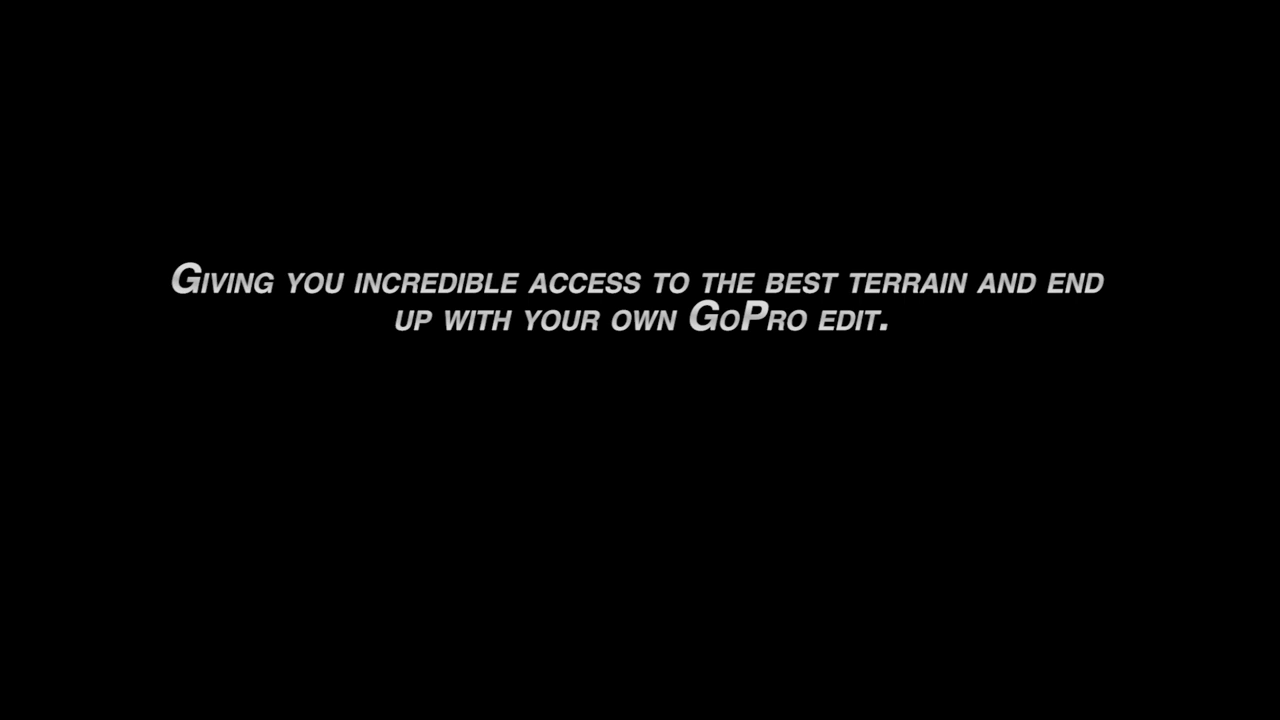 Giving you incredible access to the best terrain and end
up with your own GoPro edit.